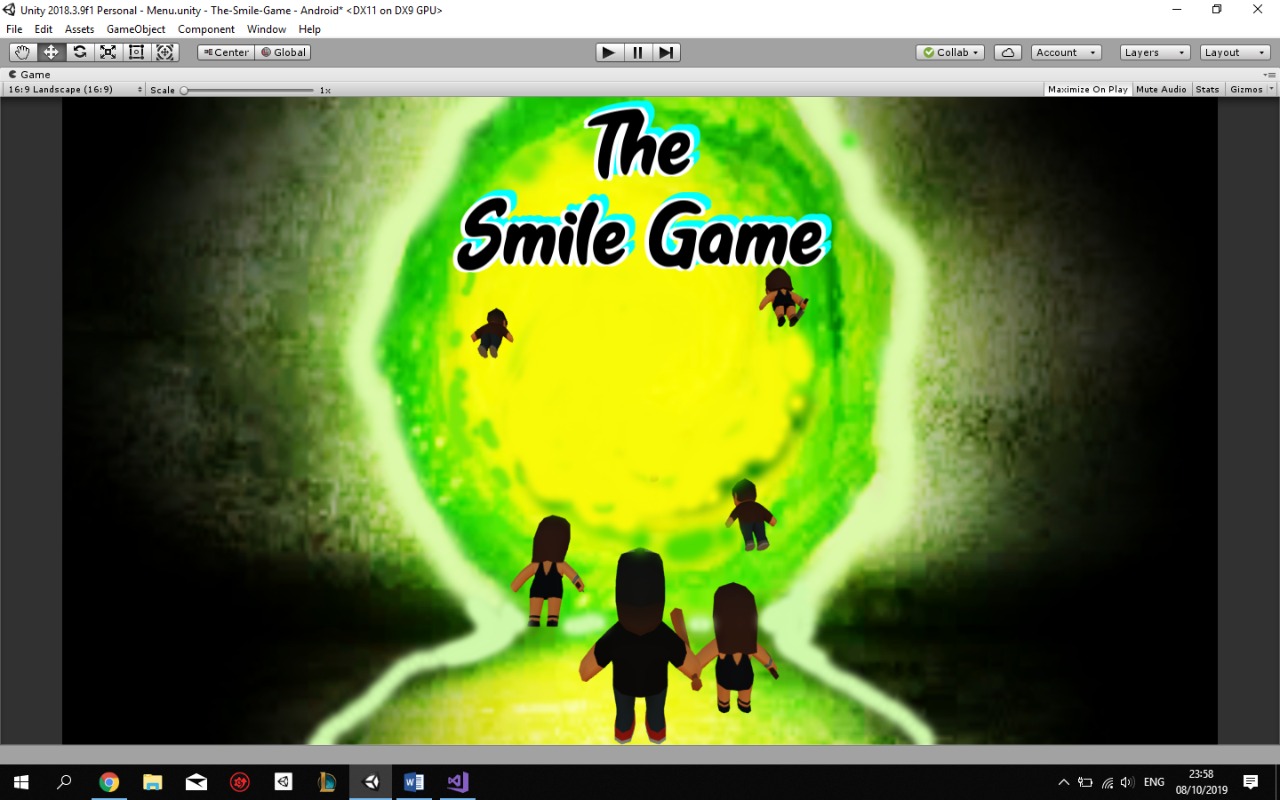 Unity 2018.3.9f1 Personal - Menu.unity - The-Smile-Game - Android* <DX11 on DX9 GPU>
File Edit Assets GameObject Component Window Help
Center Global Collab Account Layers Layout
Game
16:9 Landscape (16:9) Scale 1x Maximize On Play Mute Audio Stats Gizmos
The
Smile Game
ENG
23:58
08/10/2019